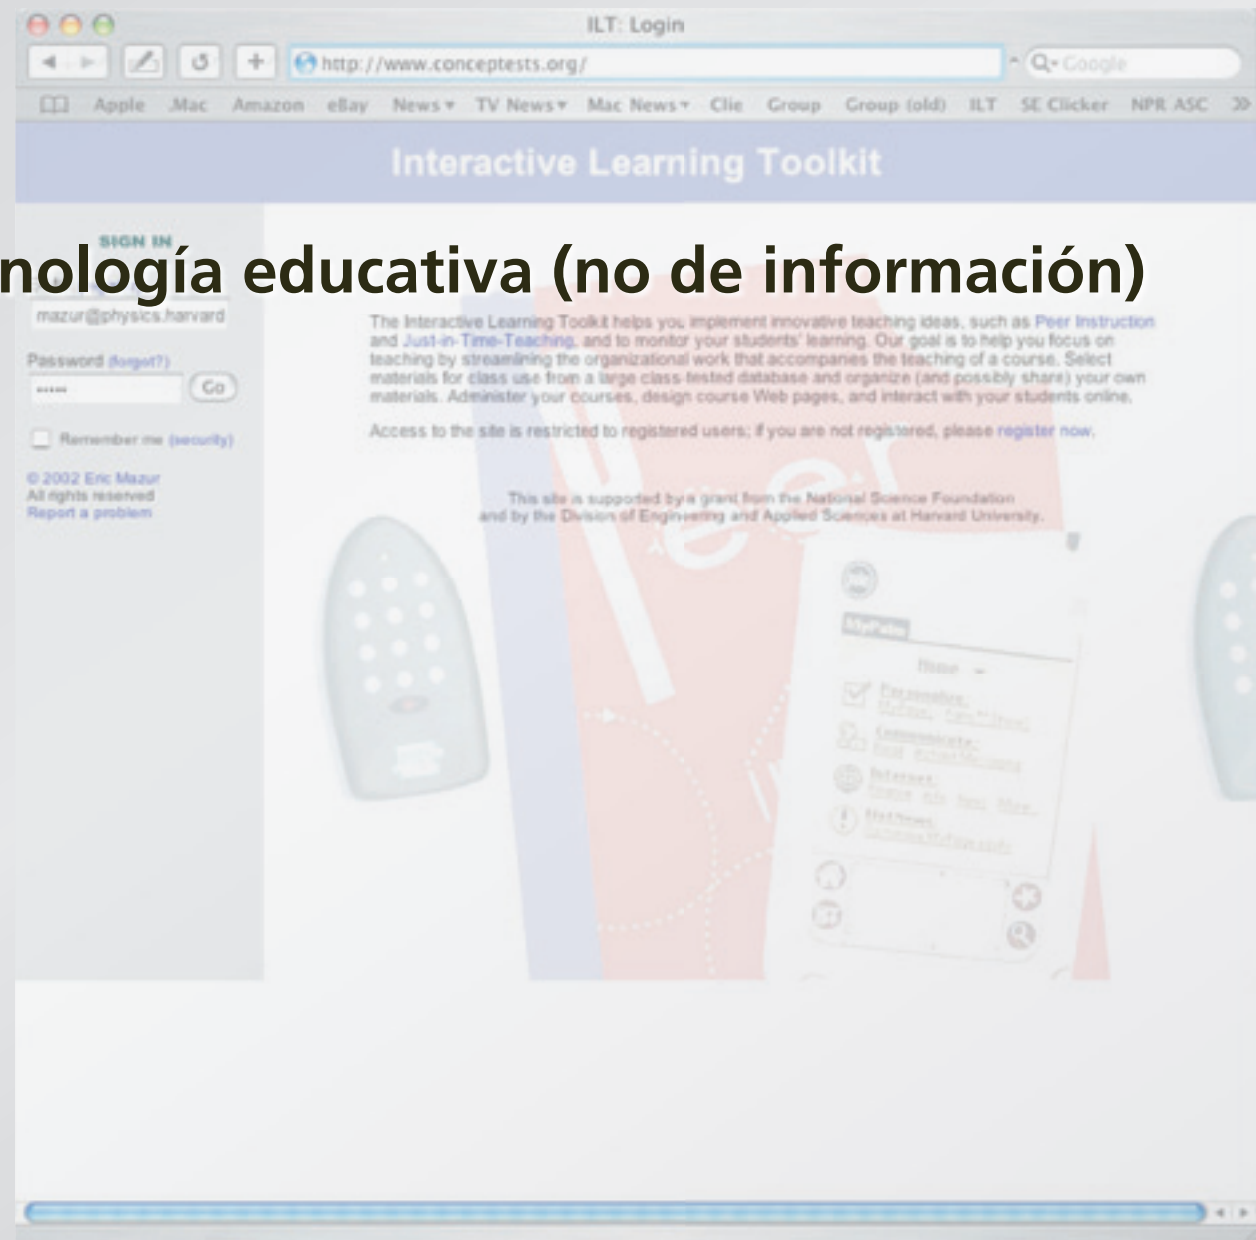 ILT: Login
http://www.conceptests.org/
Google
Apple .Mac Amazon eBay News TV News Mac News Clie Group Group (old) ILT SE Clicker NPR ASC
Interactive Learning Toolkit
SIGN IN
nología educativa (no de información)
mazur@physics.harvard
Password (forgot?)
Go
Remember me (security)
© 2002 Eric Mazur
All rights reserved
Report a problem
The Interactive Learning Toolkit helps you implement innovative teaching ideas, such as Peer Instruction
and Just-in-Time-Teaching, and to monitor your students' learning. Our goal is to help you focus on
teaching by streamlining the organizational work that accompanies the teaching of a course. Select
materials for class use from a large class-tested database and organize (and possibly share) your own
materials. Administer your courses, design course Web pages, and interact with your students online.
Access to the site is restricted to registered users; if you are not registered, please register now.
This site is supported by a grant from the National Science Foundation
and by the Division of Engineering and Applied Sciences at Harvard University.
Peer
MyPalm
Home
Personalize:
Communicate:
Internet: